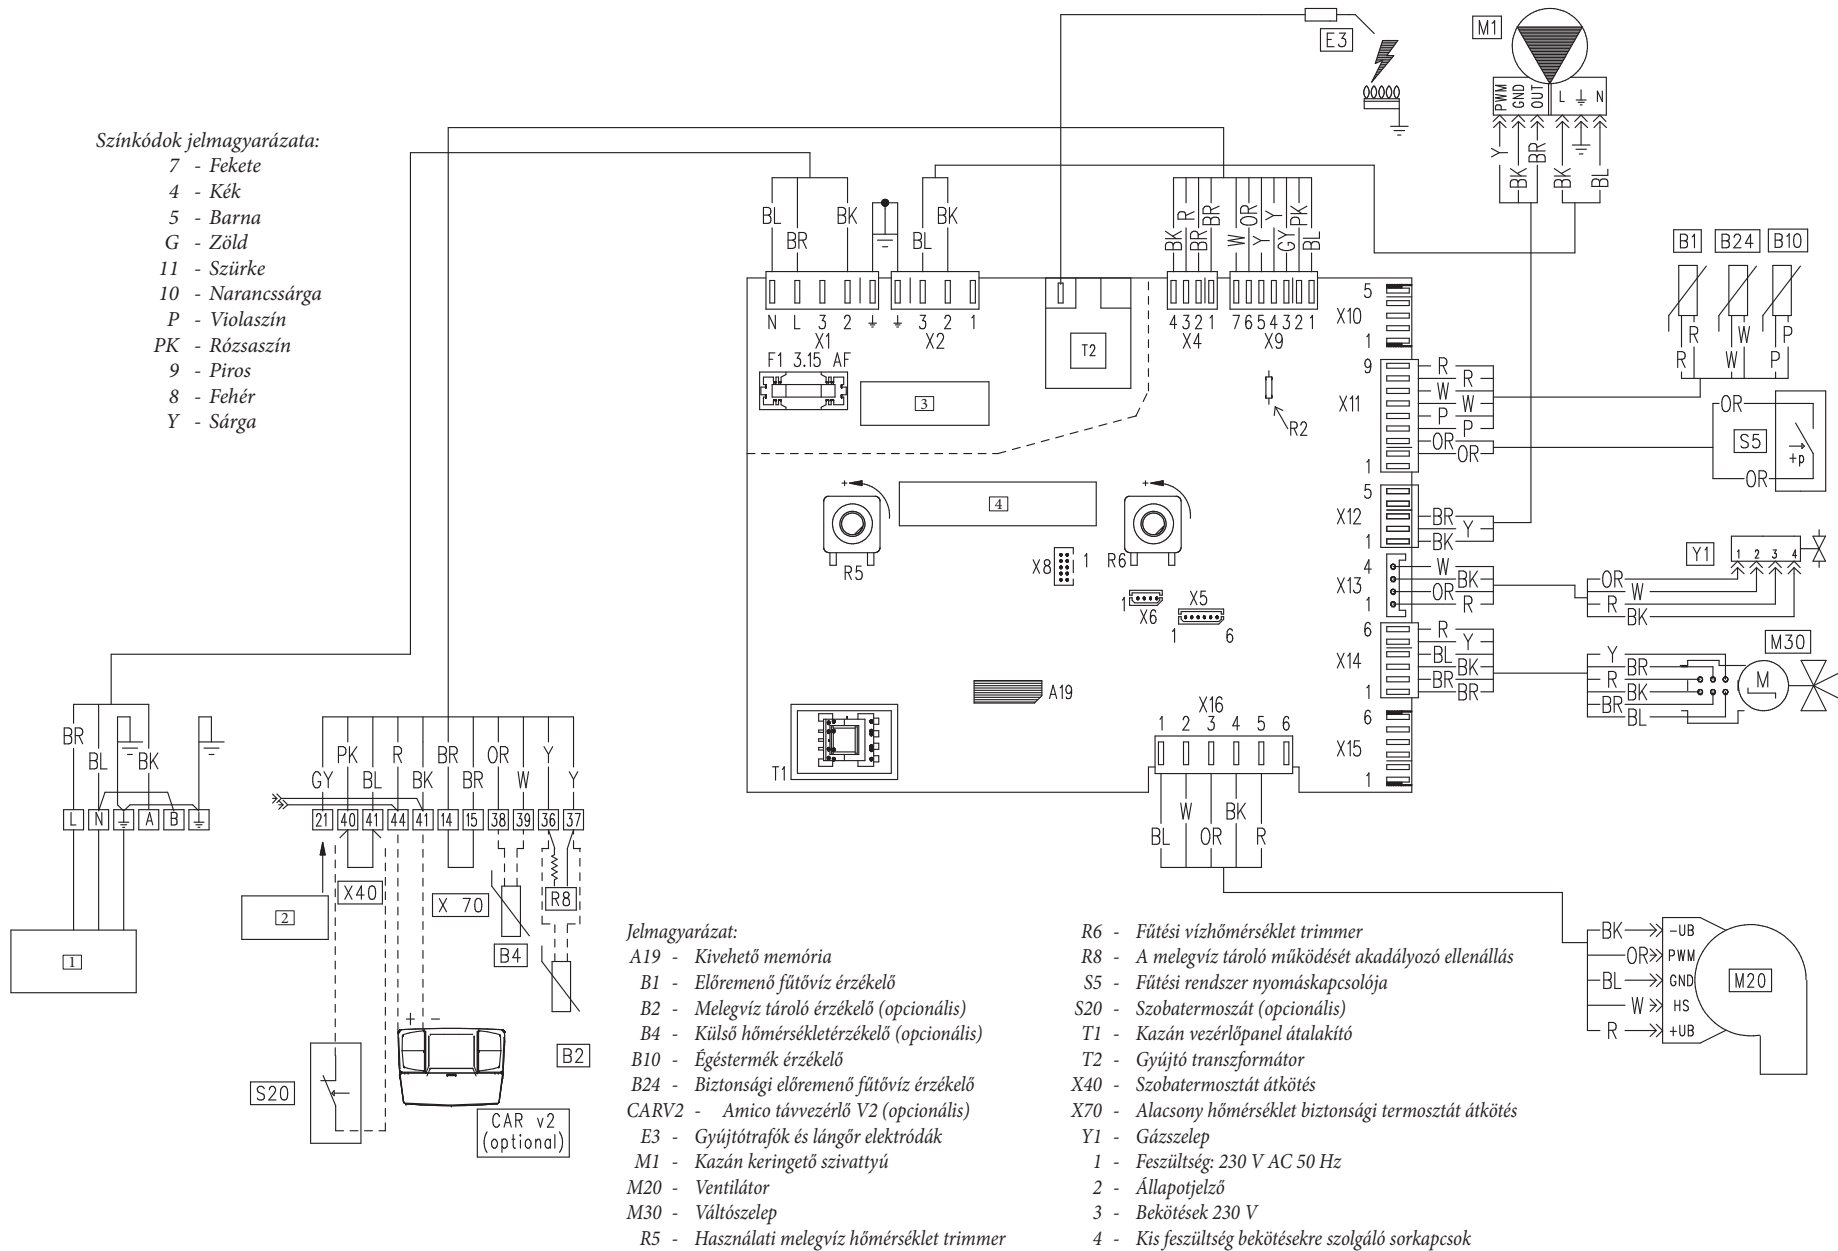 E3
M1
PWM
GND
OUT
L
N
Y
BK
BR
BK
BL
Színkódok jelmagyarázata:
7 - Fekete
4 - Kék
5 - Barna
G - Zöld
11 - Szürke
10 - Narancssárga
P - Violaszín
PK - Rózsaszín
9 - Piros
8 - Fehér
Y - Sárga
BL BR BK
BL BK
BK R BR BR
W OR Y Y GY PK BL
N L 3 2
X1
3 2 1
X2
T2
4 3 2 1
X4
7 6 5 4 3 2 1
X9
F1 3.15 AF
3
R2
5
X10
1
9
X11
1
R
R
W
W
P
P
OR
OR
B1 B24 B10
R
R
W
W
P
P
OR
S5
+p
OR
+
R5
4
+
R6
X8 1
1
X6
X5
1 6
5
X12
1
BR
Y
BK
4
X13
1
W
BK
OR
R
Y1
1 2 3 4
OR
W
R
BK
6
X14
1
R
Y
BL
BK
BR
BR
M30
M
Y
BR
R
BK
BR
BL
6
X15
1
A19
T1
X16
1 2 3 4 5 6
BL W OR BK R
BR BL BK
L N A B
1
GY PK BL R BK BR BR OR W Y Y
21 40 41 44 41 14 15 38 39 36 37
2
X40
X 70
B4
R8
B2
S20
+ -
CAR v2
(optional)
BK -UB
OR PWM
BL GND
W HS
R +UB
M20
Jelmagyarázat:
A19 - Kivehető memória
B1 - Előremenő fűtővíz érzékelő
B2 - Melegvíz tároló érzékelő (opcionális)
B4 - Külső hőmérsékletérzékelő (opcionális)
B10 - Égéstermék érzékelő
B24 - Biztonsági előremenő fűtővíz érzékelő
CARV2 - Amico távvezérlő V2 (opcionális)
E3 - Gyújtótrafók és lángőr elektródák
M1 - Kazán keringető szivattyú
M20 - Ventilátor
M30 - Váltószelep
R5 - Használati melegvíz hőmérséklet trimmer
R6 - Fűtési vízhőmérséklet trimmer
R8 - A melegvíz tároló működését akadályozó ellenállás
S5 - Fűtési rendszer nyomáskapcsolója
S20 - Szobatermoszát (opcionális)
T1 - Kazán vezérlőpanel átalakító
T2 - Gyújtó transzformátor
X40 - Szobatermosztát átkötés
X70 - Alacsony hőmérséklet biztonsági termosztát átkötés
Y1 - Gázszelep
1 - Feszültség: 230 V AC 50 Hz
2 - Állapotjelző
3 - Bekötések 230 V
4 - Kis feszültség bekötésekre szolgáló sorkapcsok